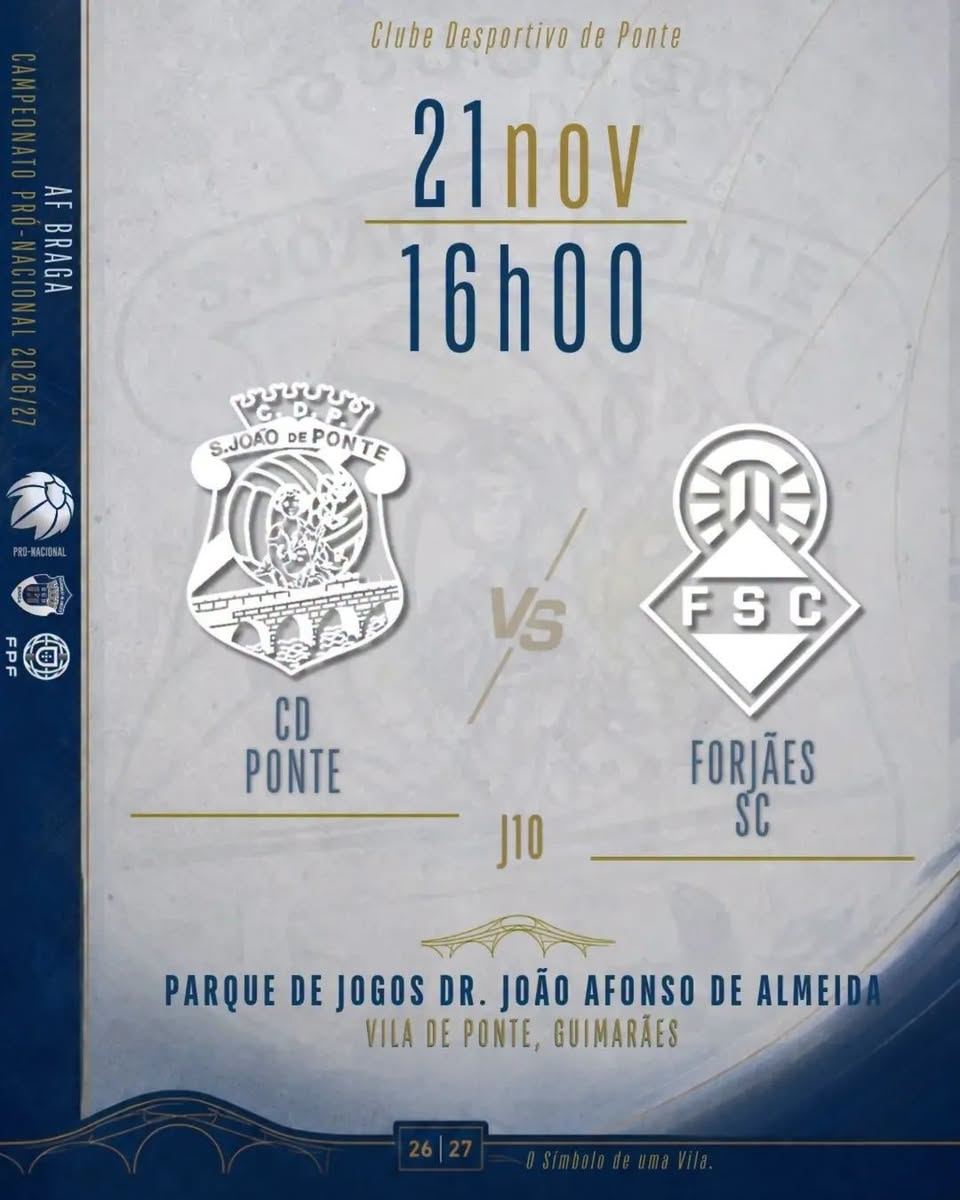 Clube Desportivo de Ponte
21nov
16h00
AF BRAGA
CAMPEONATO PRÓ-NACIONAL 2026/27
PRO-NACIONAL
FPF
C. D. P.
S. JOÃO DE PONTE
VS
FSC
CD
PONTE
FORJÃES
SC
J10
PARQUE DE JOGOS DR. JOÃO AFONSO DE ALMEIDA
VILA DE PONTE, GUIMARÃES
26|27
O Símbolo de uma Vila.